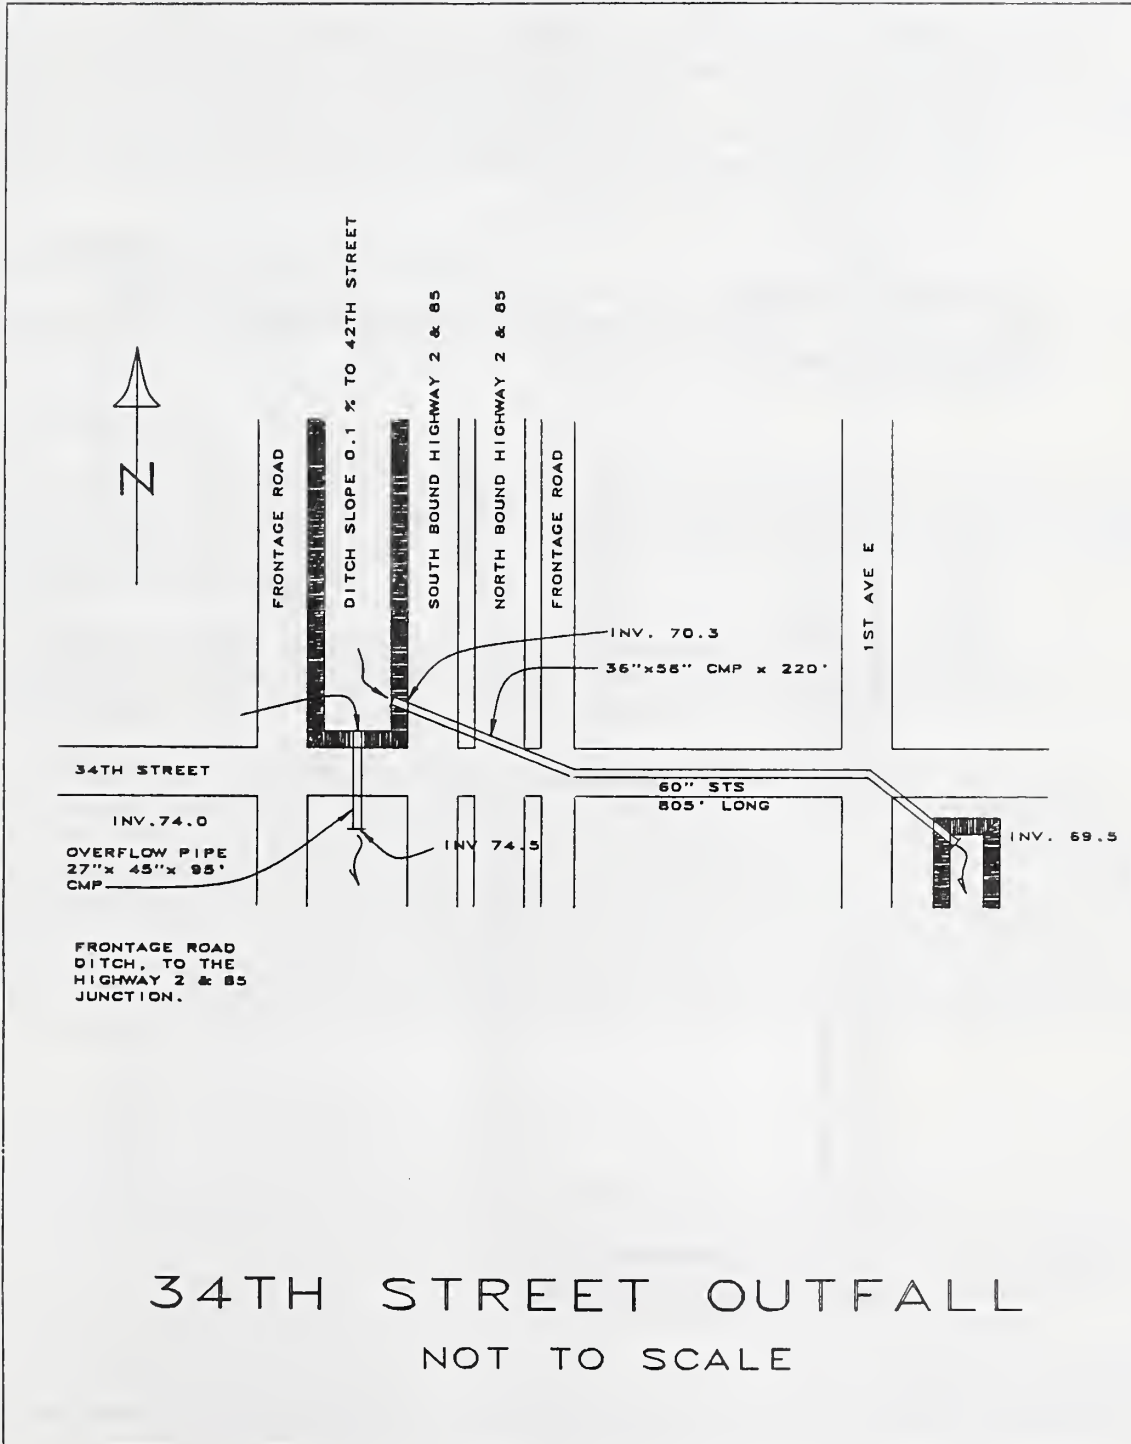 DITCH SLOPE 0.1 % TO 42TH STREET
SOUTH BOUND HIGHWAY 2 & 85
NORTH BOUND HIGHWAY 2 & 85
FRONTAGE ROAD
FRONTAGE ROAD
1ST AVE E
N
INV. 70.3
36"x58" CMP x 220'
34TH STREET
60" STS
805' LONG
INV.74.0
INV 74.5
INV. 69.5
OVERFLOW PIPE
27"x 45"x 95'
CMP
FRONTAGE ROAD
DITCH, TO THE
HIGHWAY 2 & 85
JUNCTION.
34TH STREET OUTFALL
NOT TO SCALE